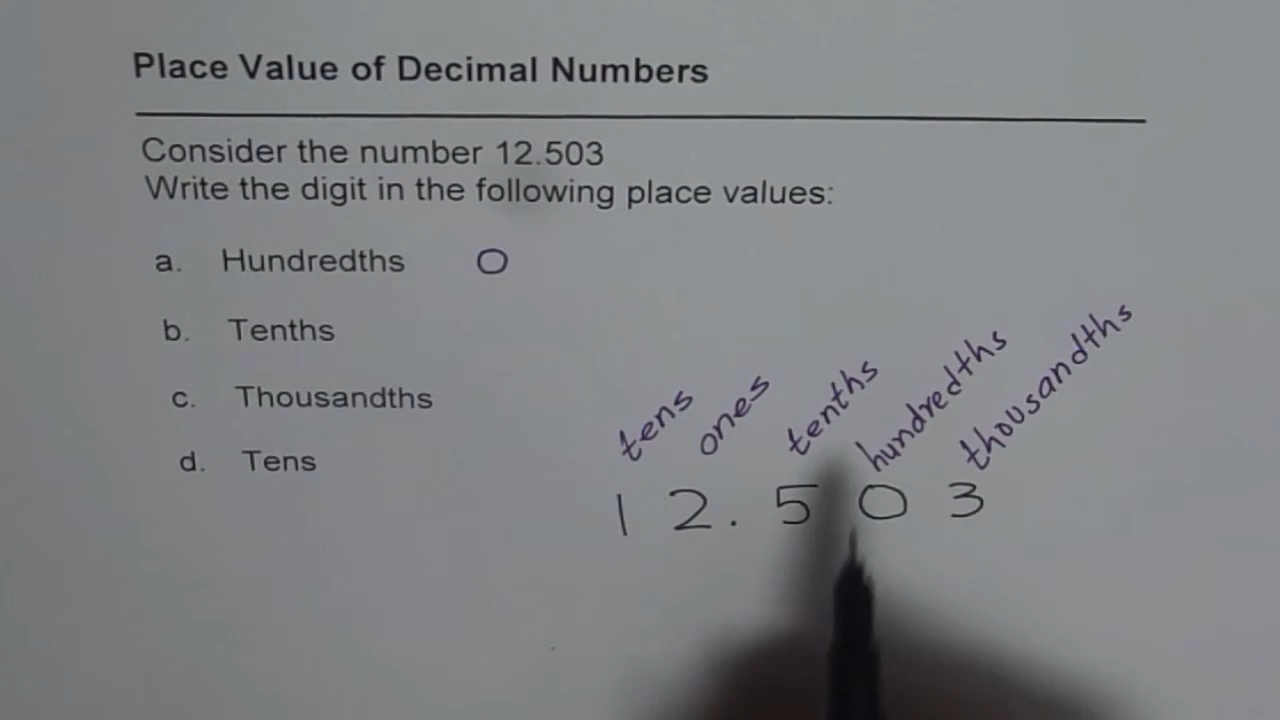 Place Value of Decimal Numbers
Consider the number 12.503
Write the digit in the following place values:
a. Hundredths 0
b. Tenths
c. Thousandths
d. Tens
tens ones tenths hundredths thousandths
12.503